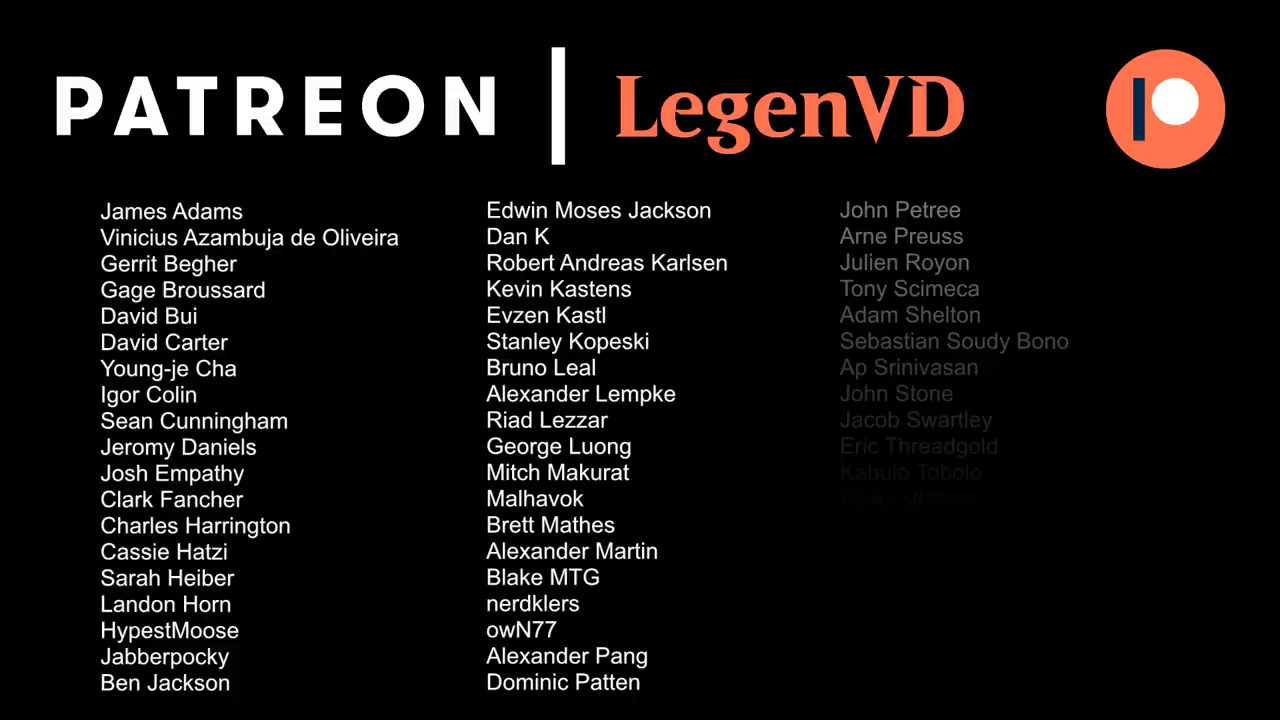 PATREON | LegenVD
James Adams
Vinicius Azambuja de Oliveira
Gerrit Begher
Gage Broussard
David Bui
David Carter
Young-je Cha
Igor Colin
Sean Cunningham
Jeromy Daniels
Josh Empathy
Clark Fancher
Charles Harrington
Cassie Hatzi
Sarah Heiber
Landon Horn
HypestMoose
Jabberpocky
Ben Jackson
Edwin Moses Jackson
Dan K
Robert Andreas Karlsen
Kevin Kastens
Evzen Kastl
Stanley Kopeski
Bruno Leal
Alexander Lempke
Riad Lezzar
George Luong
Mitch Makurat
Malhavok
Brett Mathes
Alexander Martin
Blake MTG
nerdklers
owN77
Alexander Pang
Dominic Patten
John Petree
Arne Preuss
Julien Royon
Tony Scimeca
Adam Shelton
Sebastian Soudy Bono
Ap Srinivasan
John Stone
Jacob Swartley
Eric Threadgold
Kabulo Tobolo